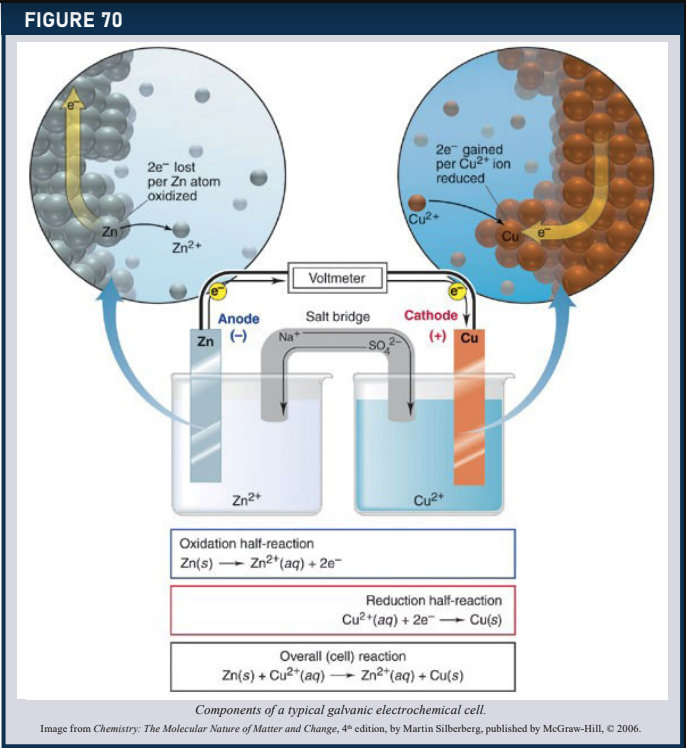 FIGURE 70
e⁻
2e⁻ lost
per Zn atom
oxidized
Zn
Zn²⁺
2e⁻ gained
per Cu²⁺ ion
reduced
Cu²⁺
Cu
e⁻
Voltmeter
e⁻
e⁻
Anode
(−)
Salt bridge
Cathode
(+)
Zn
Na⁺
SO₄²⁻
Cu
Zn²⁺
Cu²⁺
Oxidation half-reaction
Zn(s) ⟶ Zn²⁺(aq) + 2e⁻
Reduction half-reaction
Cu²⁺(aq) + 2e⁻ ⟶ Cu(s)
Overall (cell) reaction
Zn(s) + Cu²⁺(aq) ⟶ Zn²⁺(aq) + Cu(s)
Components of a typical galvanic electrochemical cell.
Image from Chemistry: The Molecular Nature of Matter and Change, 4ᵗʰ edition, by Martin Silberberg, published by McGraw-Hill, © 2006.